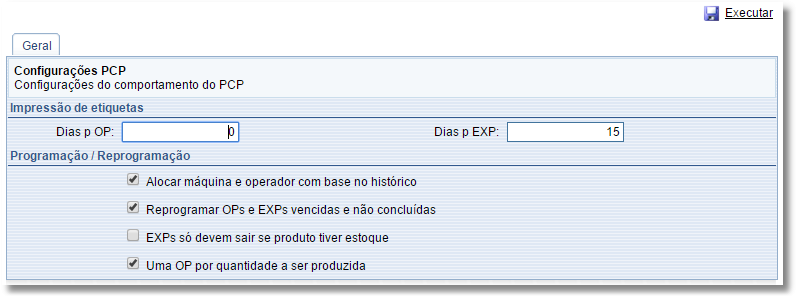 Executar
Geral
Configurações PCP
Configurações do comportamento do PCP
Impressão de etiquetas
Dias p OP: 0 Dias p EXP: 15
Programação / Reprogramação
Alocar máquina e operador com base no histórico
Reprogramar OPs e EXPs vencidas e não concluídas
EXPs só devem sair se produto tiver estoque
Uma OP por quantidade a ser produzida